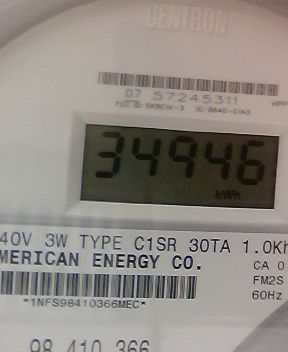 CENTRON
07 57245311
34946
kWh
40V 3W TYPE C1SR 30TA 1.0Kh
MERICAN ENERGY CO.
CA 0
FM2S
60Hz
*1NFS98410366MEC*
98 410 366